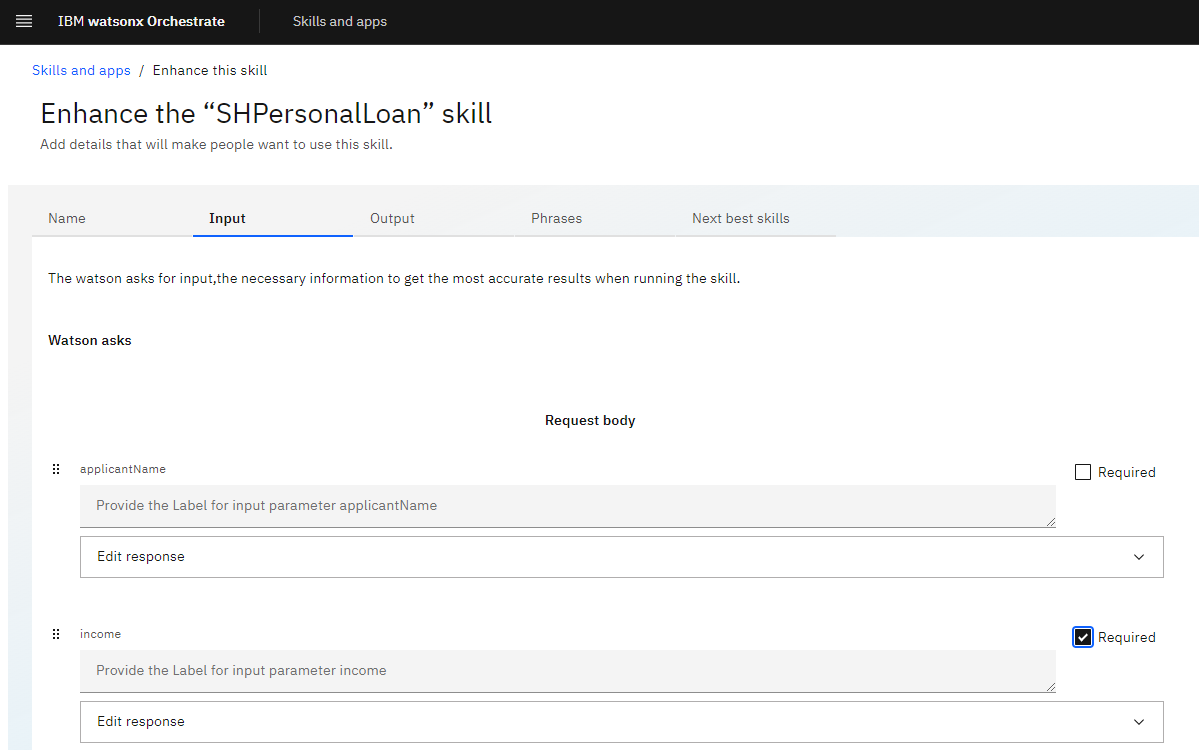 IBM watsonx Orchestrate Skills and apps
Skills and apps / Enhance this skill
Enhance the “SHPersonalLoan” skill
Add details that will make people want to use this skill.
Name Input Output Phrases Next best skills
The watson asks for input,the necessary information to get the most accurate results when running the skill.
Watson asks
Request body
applicantName
Required
Provide the Label for input parameter applicantName
Edit response
income
Required
Provide the Label for input parameter income
Edit response